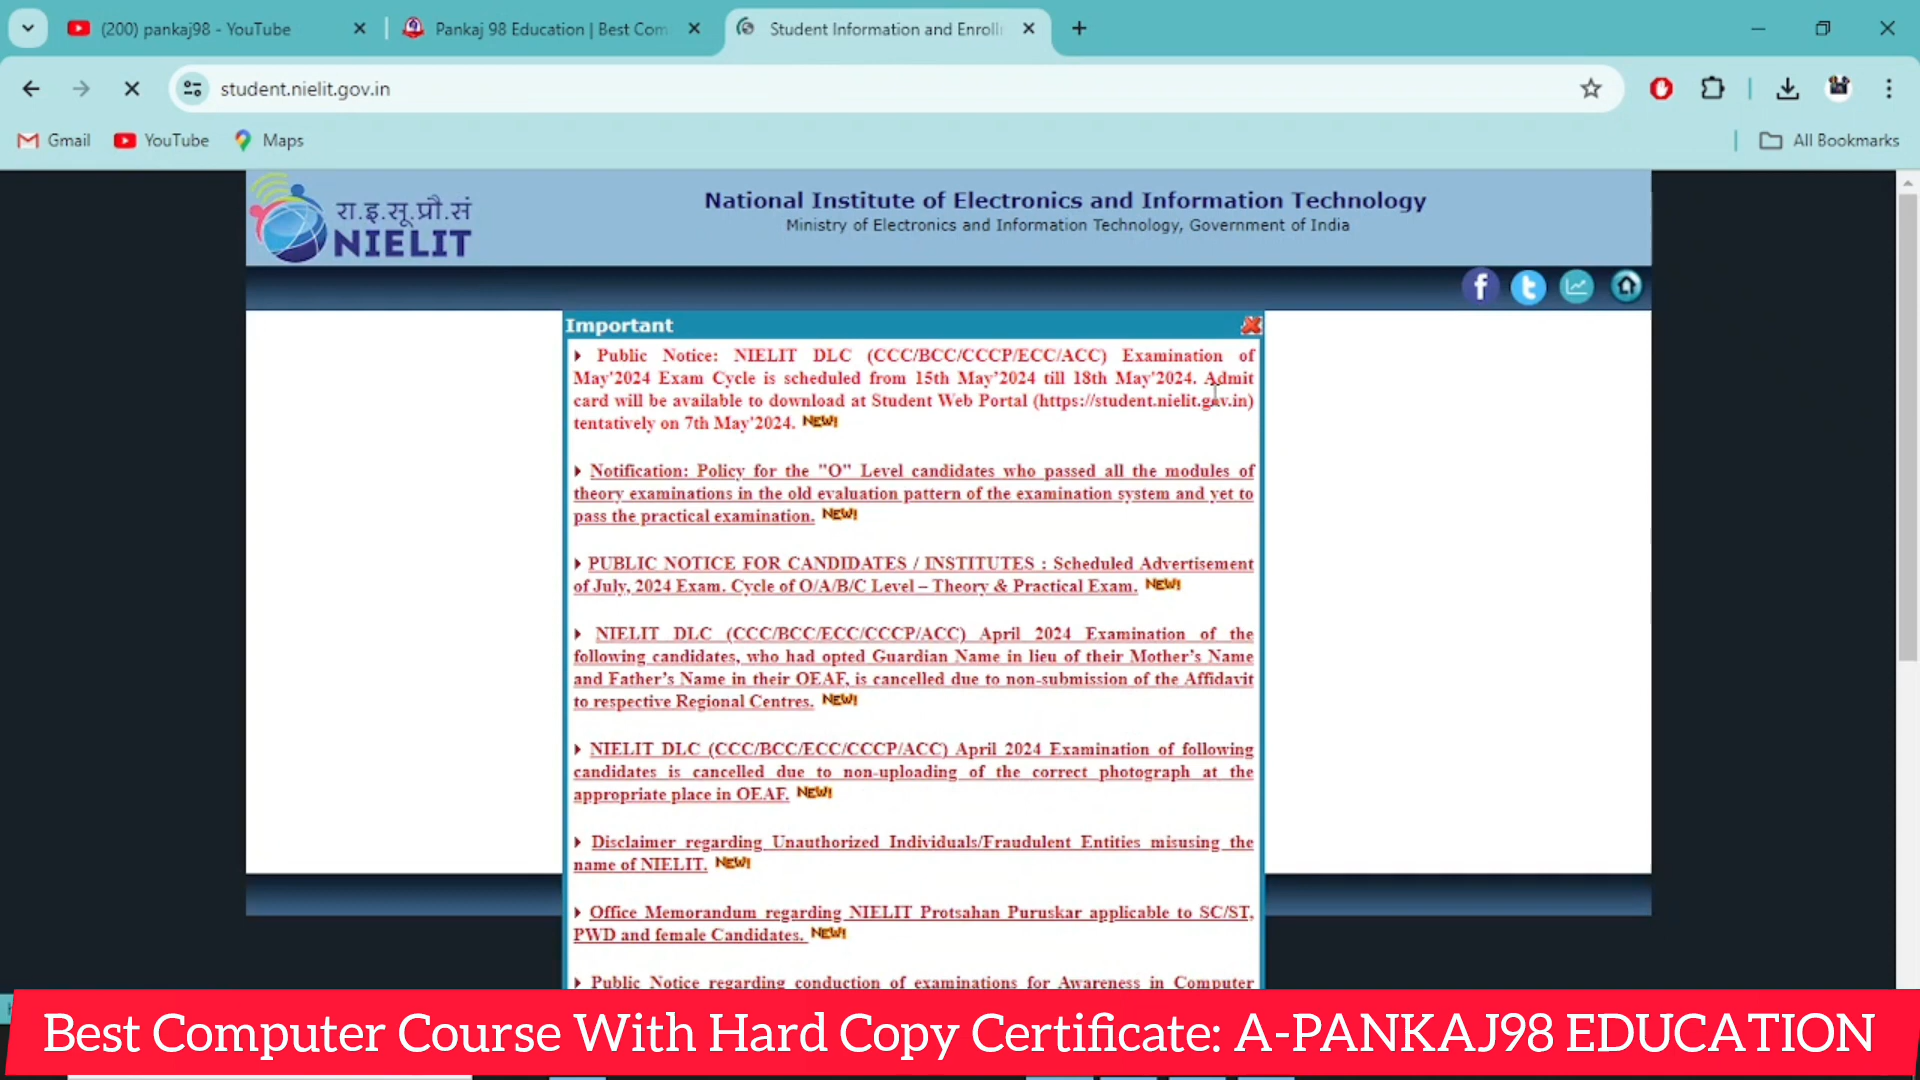 (200) pankaj98 - YouTube
Pankaj 98 Education | Best Com
Student Information and Enroll
student.nielit.gov.in
Gmail
YouTube
Maps
All Bookmarks
रा.इ.सू.प्रौ.सं
NIELIT
National Institute of Electronics and Information Technology
Ministry of Electronics and Information Technology, Government of India
Important
Public Notice: NIELIT DLC (CCC/BCC/CCCP/ECC/ACC) Examination of
May'2024 Exam Cycle is scheduled from 15th May'2024 till 18th May'2024. Admit
card will be available to download at Student Web Portal (https://student.nielit.gov.in)
tentatively on 7th May'2024. NEW!
Notification: Policy for the "O" Level candidates who passed all the modules of
theory examinations in the old evaluation pattern of the examination system and yet to
pass the practical examination. NEW!
PUBLIC NOTICE FOR CANDIDATES / INSTITUTES : Scheduled Advertisement
of July, 2024 Exam. Cycle of O/A/B/C Level – Theory & Practical Exam. NEW!
NIELIT DLC (CCC/BCC/ECC/CCCP/ACC) April 2024 Examination of the
following candidates, who had opted Guardian Name in lieu of their Mother's Name
and Father's Name in their OEAF, is cancelled due to non-submission of the Affidavit
to respective Regional Centres. NEW!
NIELIT DLC (CCC/BCC/ECC/CCCP/ACC) April 2024 Examination of following
candidates is cancelled due to non-uploading of the correct photograph at the
appropriate place in OEAF. NEW!
Disclaimer regarding Unauthorized Individuals/Fraudulent Entities misusing the
name of NIELIT. NEW!
Office Memorandum regarding NIELIT Protsahan Puruskar applicable to SC/ST,
PWD and female Candidates. NEW!
Public Notice regarding conduction of examinations for Awareness in Computer
Best Computer Course With Hard Copy Certificate: A-PANKAJ98 EDUCATION